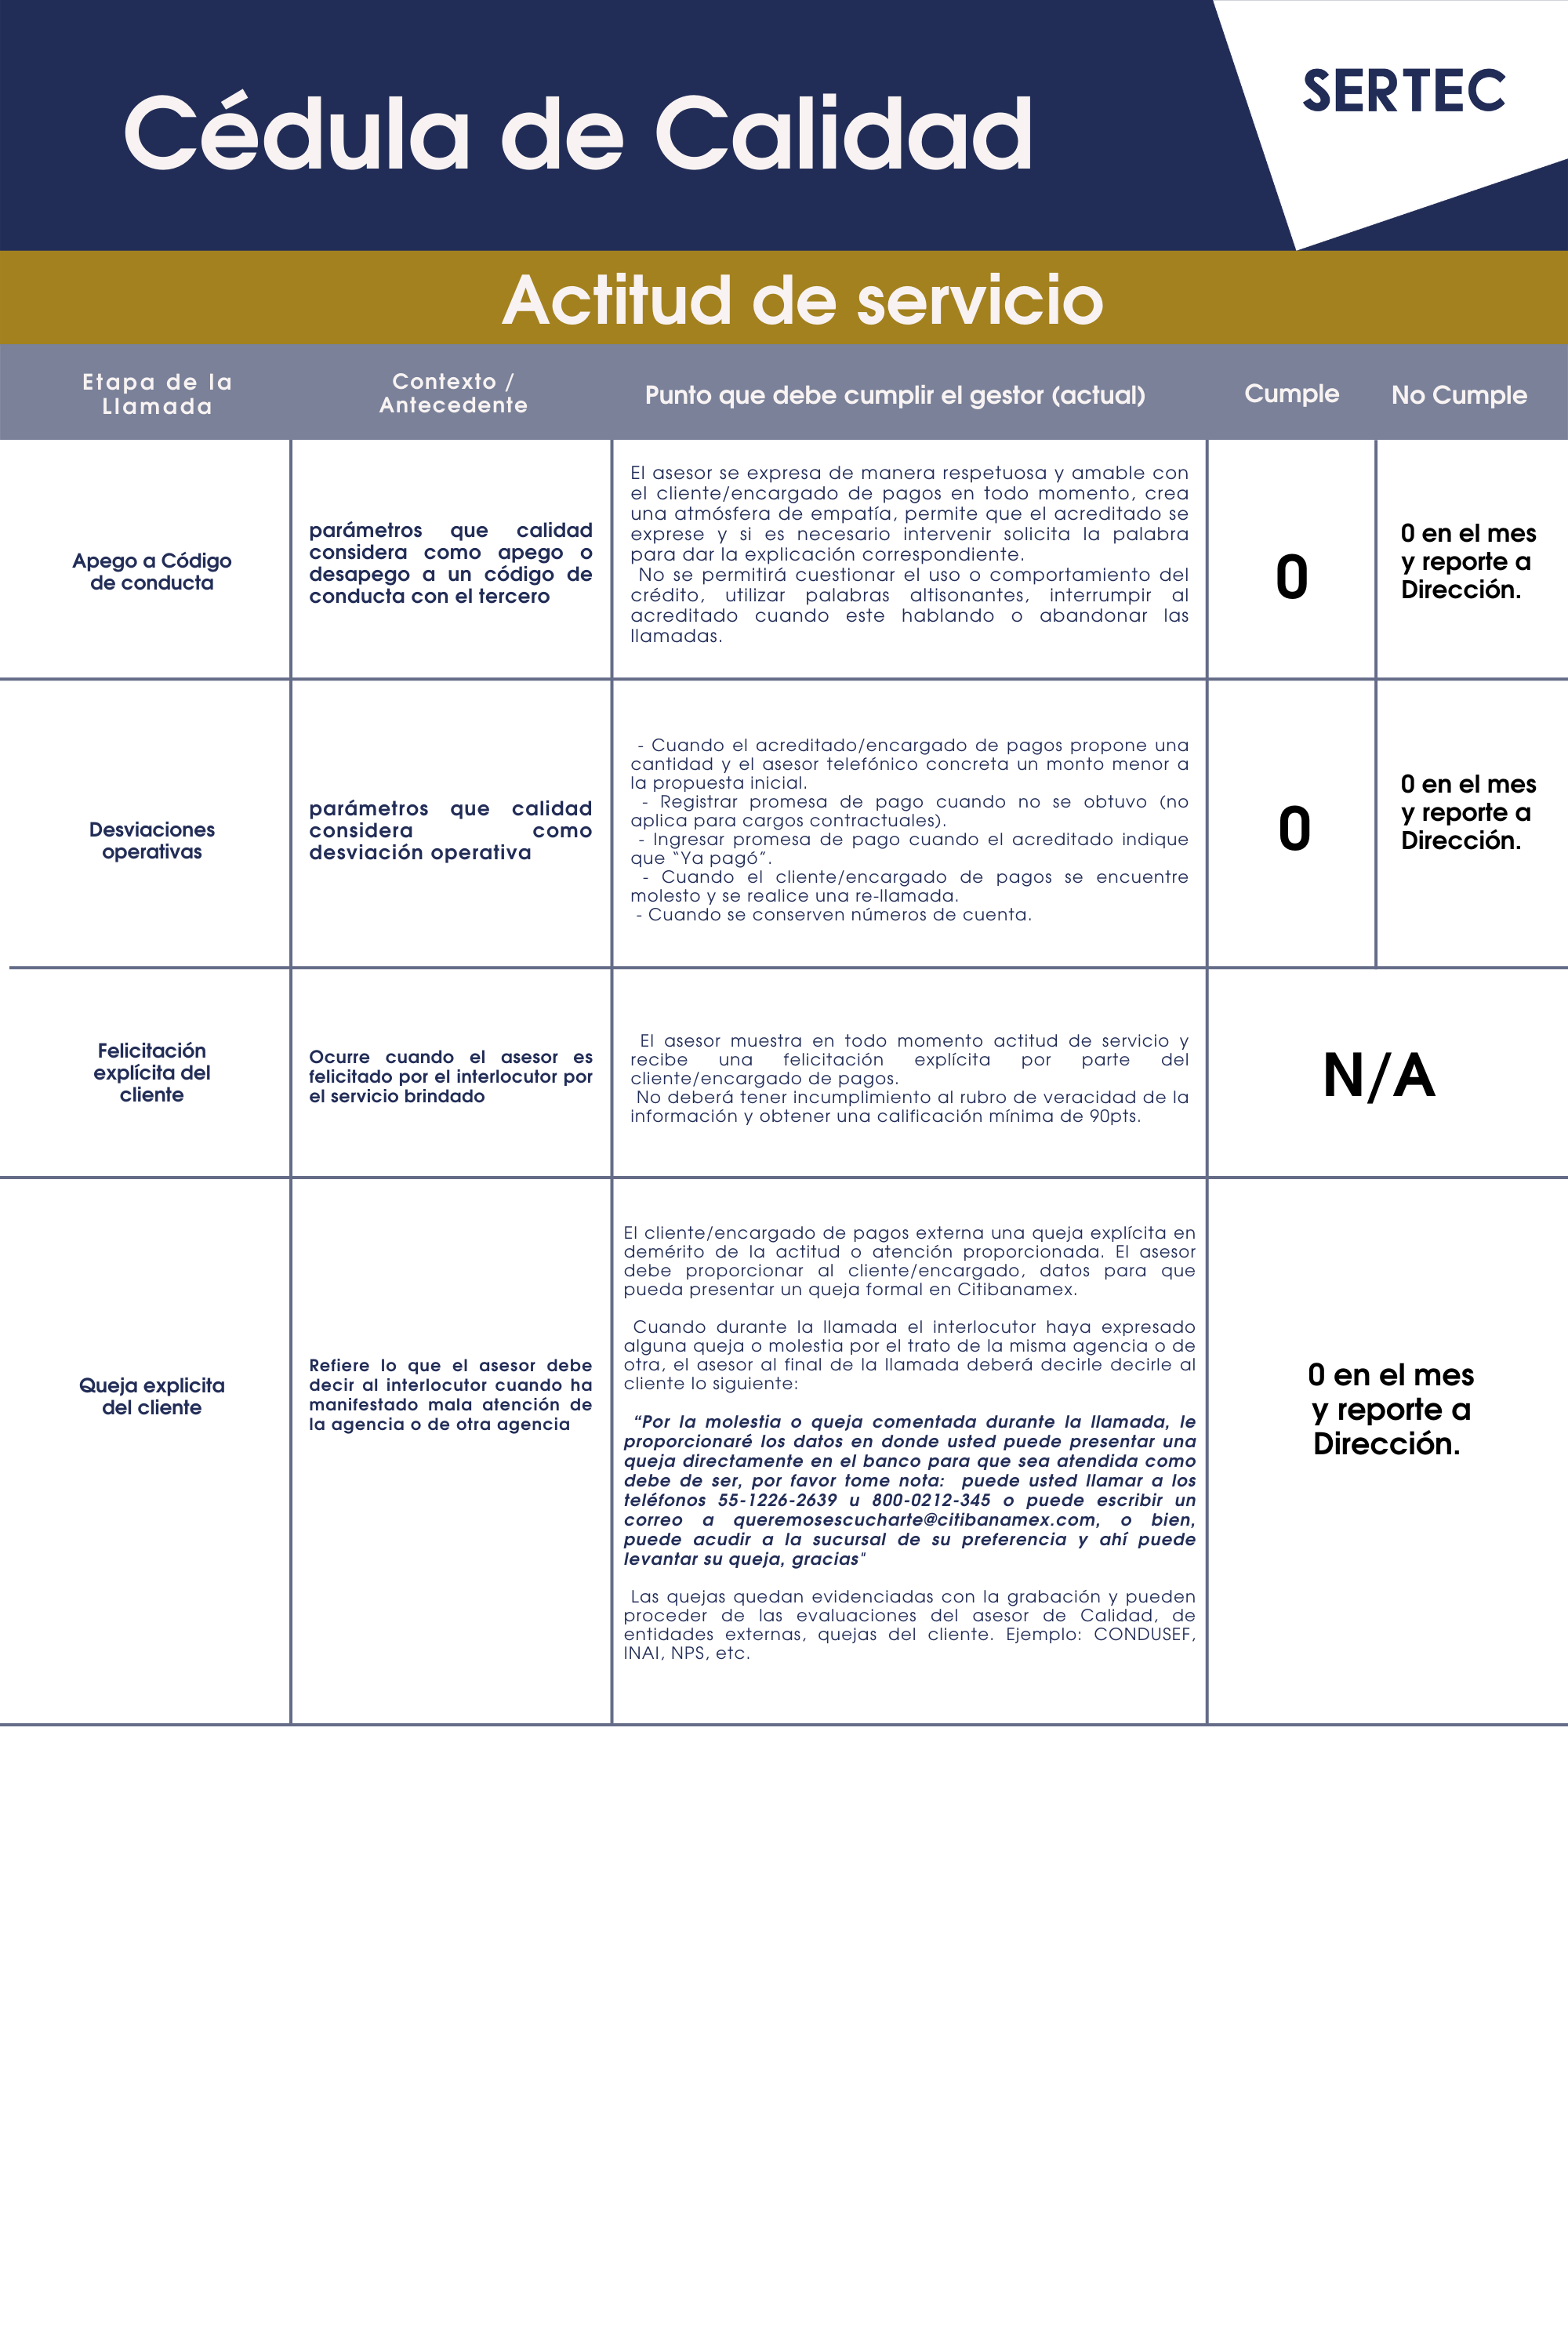 Cédula de Calidad
SERTEC
Actitud de servicio
Etapa de la
Llamada
Contexto /
Antecedente
Punto que debe cumplir el gestor (actual)
Cumple
No Cumple
Apego a Código
de conducta
parámetros que calidad
considera como apego o
desapego a un código de
conducta con el tercero
El asesor se expresa de manera respetuosa y amable con
el cliente/encargado de pagos en todo momento, crea
una atmósfera de empatía, permite que el acreditado se
exprese y si es necesario intervenir solicita la palabra
para dar la explicación correspondiente.
No se permitirá cuestionar el uso o comportamiento del
crédito, utilizar palabras altisonantes, interrumpir al
acreditado cuando este hablando o abandonar las
llamadas.
0
0 en el mes
y reporte a
Dirección.
Desviaciones
operativas
parámetros que calidad
considera como
desviación operativa
- Cuando el acreditado/encargado de pagos propone una
cantidad y el asesor telefónico concreta un monto menor a
la propuesta inicial.
- Registrar promesa de pago cuando no se obtuvo (no
aplica para cargos contractuales).
- Ingresar promesa de pago cuando el acreditado indique
que “Ya pagó”.
- Cuando el cliente/encargado de pagos se encuentre
molesto y se realice una re-llamada.
- Cuando se conserven números de cuenta.
0
0 en el mes
y reporte a
Dirección.
Felicitación
explícita del
cliente
Ocurre cuando el asesor es
felicitado por el interlocutor por
el servicio brindado
El asesor muestra en todo momento actitud de servicio y
recibe una felicitación explícita por parte del
cliente/encargado de pagos.
No deberá tener incumplimiento al rubro de veracidad de la
información y obtener una calificación mínima de 90pts.
N/A
Queja explicita
del cliente
Refiere lo que el asesor debe
decir al interlocutor cuando ha
manifestado mala atención de
la agencia o de otra agencia
El cliente/encargado de pagos externa una queja explícita en
demérito de la actitud o atención proporcionada. El asesor
debe proporcionar al cliente/encargado, datos para que
pueda presentar un queja formal en Citibanamex.
Cuando durante la llamada el interlocutor haya expresado
alguna queja o molestia por el trato de la misma agencia o de
otra, el asesor al final de la llamada deberá decirle decirle al
cliente lo siguiente:
“Por la molestia o queja comentada durante la llamada, le
proporcionaré los datos en donde usted puede presentar una
queja directamente en el banco para que sea atendida como
debe de ser, por favor tome nota: puede usted llamar a los
teléfonos 55-1226-2639 u 800-0212-345 o puede escribir un
correo a queremosescucharte@citibanamex.com, o bien,
puede acudir a la sucursal de su preferencia y ahí puede
levantar su queja, gracias"
Las quejas quedan evidenciadas con la grabación y pueden
proceder de las evaluaciones del asesor de Calidad, de
entidades externas, quejas del cliente. Ejemplo: CONDUSEF,
INAI, NPS, etc.
0 en el mes
y reporte a
Dirección.